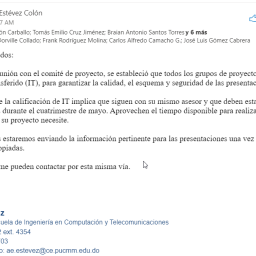 Estévez Colón
7 AM
ón Carballo; Tomás Emilio Cruz Jiménez; Braian Antonio Santos Torres y 6 más
Dorville Collado; Frank Rodríguez Molina; Carlos Alfredo Camacho G.; José Luis Gómez Cabrera
dos:
unión con el comité de proyecto, se estableció que todos los grupos de proyecto
sferido (IT), para garantizar la calidad, el esquema y seguridad de las presentac
e la calificación de IT implica que siguen con su mismo asesor y que deben esta
durante el cuatrimestre de mayo. Aprovechen el tiempo disponible para realiza
su proyecto necesite.
s estaremos enviando la información pertinente para las presentaciones una vez
opiadas.
me pueden contactar por esta misma vía.
z
uela de Ingeniería en Computación y Telecomunicaciones
2 ext. 4354
03
o: ae.estevez@ce.pucmm.edu.do